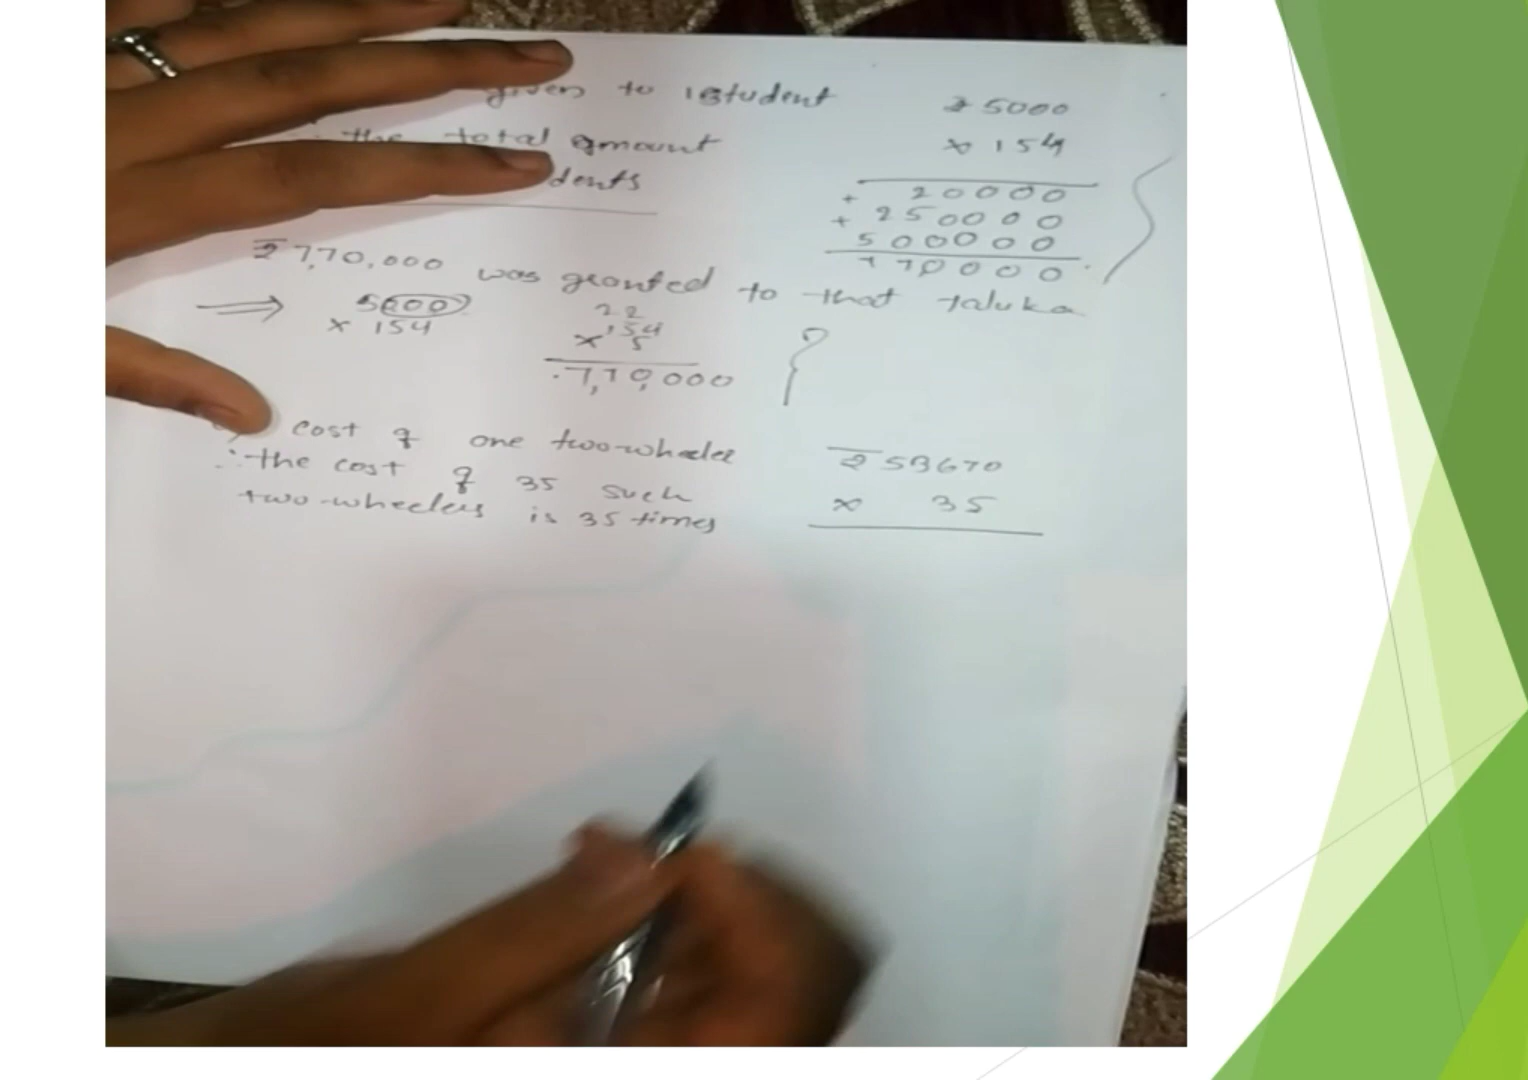 given to 1 student ₹ 5000
the total amount × 154
dents
20000
+ 250000
+ 500000
770000
₹ 7,70,000 was granted to that taluka
⇒ 5000
× 154
22
154
× 5
7,70,000
cost of one two-wheeler ₹ 53670
∴ the cost of 35 such × 35
two-wheelers is 35 times